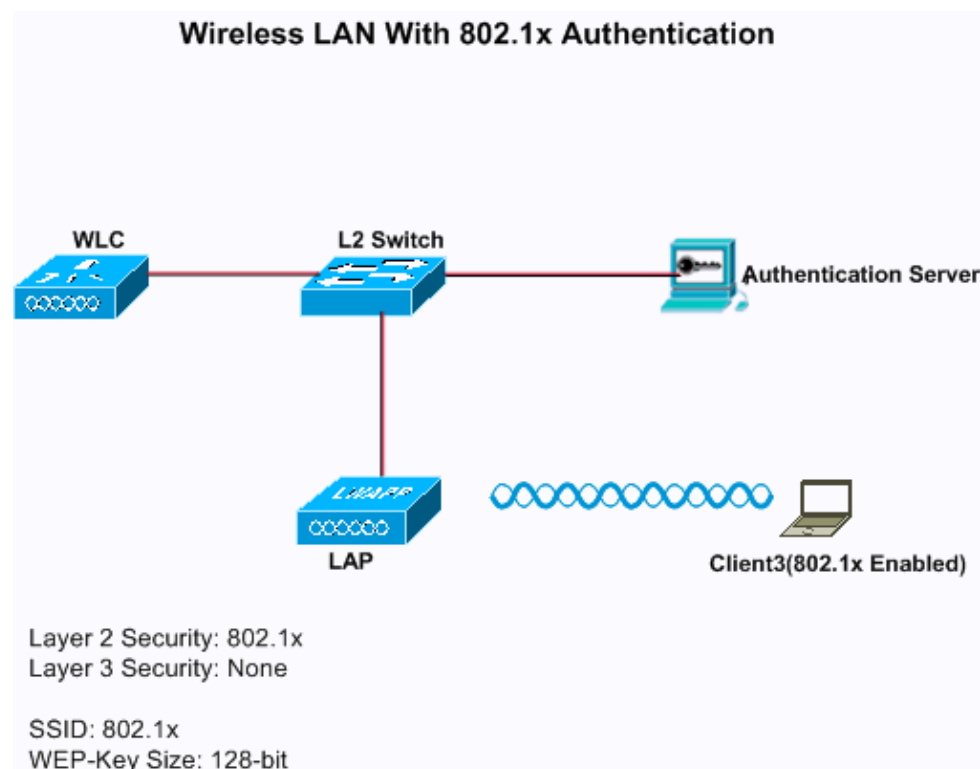 Wireless LAN With 802.1x Authentication
WLC
L2 Switch
Authentication Server
LWAPP
LAP
Client3(802.1x Enabled)
Layer 2 Security: 802.1x
Layer 3 Security: None
SSID: 802.1x
WEP-Key Size: 128-bit